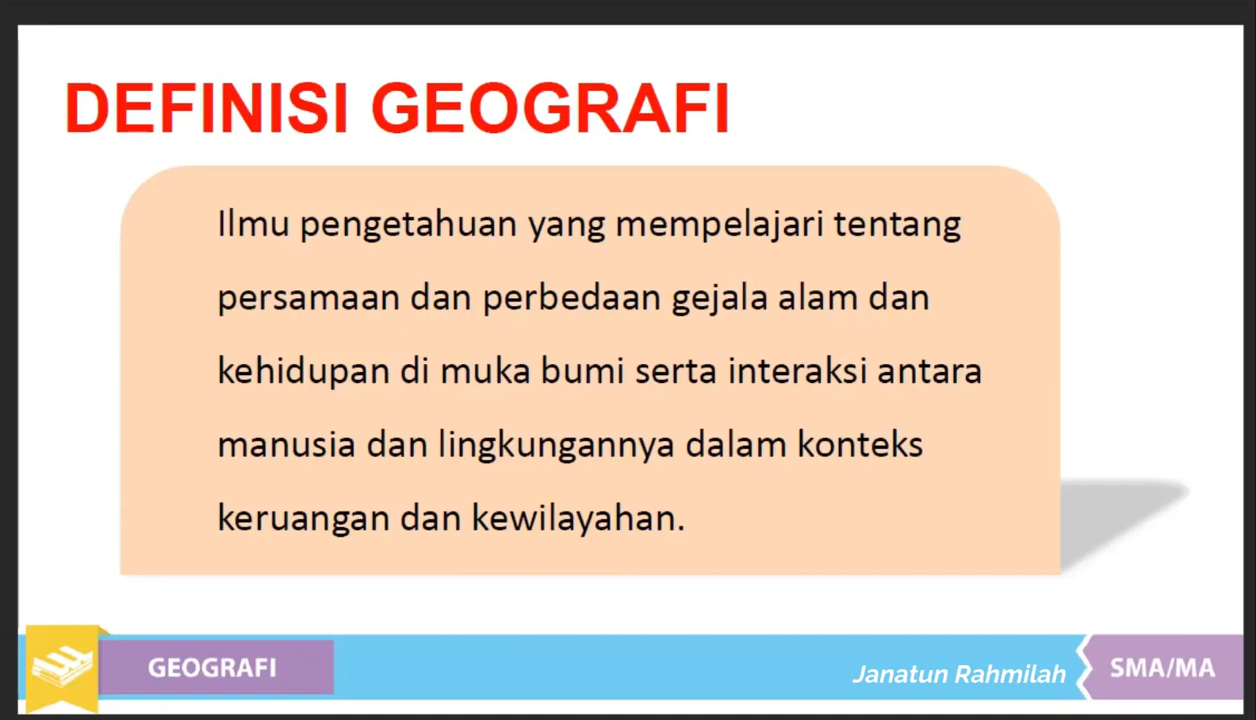 DEFINISI GEOGRAFI
Ilmu pengetahuan yang mempelajari tentang
persamaan dan perbedaan gejala alam dan
kehidupan di muka bumi serta interaksi antara
manusia dan lingkungannya dalam konteks
keruangan dan kewilayahan.
GEOGRAFI
Janatun Rahmilah
SMA/MA